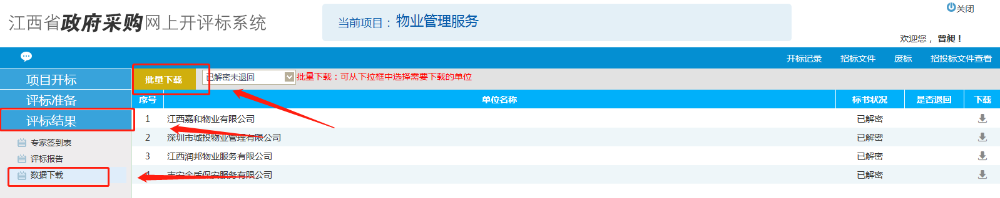 江西省政府采购网上开评标系统
当前项目： 物业管理服务
关闭
欢迎您， 曾昶！
开标记录 招标文件 废标 招投标文件查看
项目开标
评标准备
评标结果
专家签到表
评标报告
数据下载
批量下载 已解密未退回 批量下载：可从下拉框中选择需要下载的单位
序号 单位名称 标书状况 是否退回 下载
1 江西嘉和物业有限公司 已解密
2 深圳市城投物业管理有限公司 已解密
3 江西润邦物业服务有限公司 已解密
4 吉安金盾保安服务有限公司 已解密